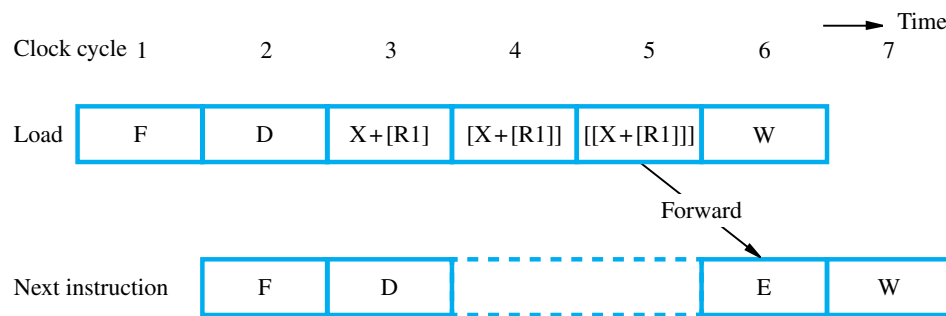 Time
Clock cycle 1 2 3 4 5 6 7
Load F D X+[R1] [X+[R1]] [[X+[R1]]] W
Forward
Next instruction F D E W